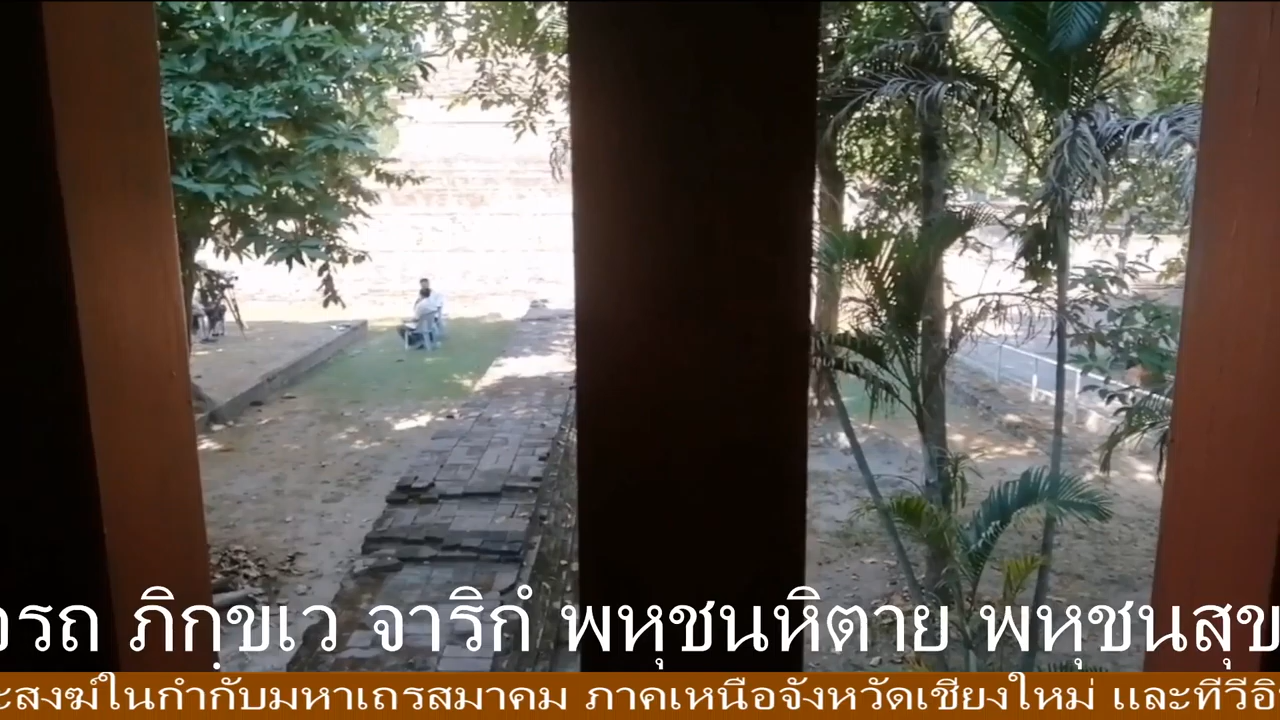 จรถ ภิกฺขเว จาริกํ พหุชนหิตาย พหุชนสุข
ะสงฆ์ในกำกับมหาเถรสมาคม ภาคเหนือจังหวัดเชียงใหม่ และทีวีอิ